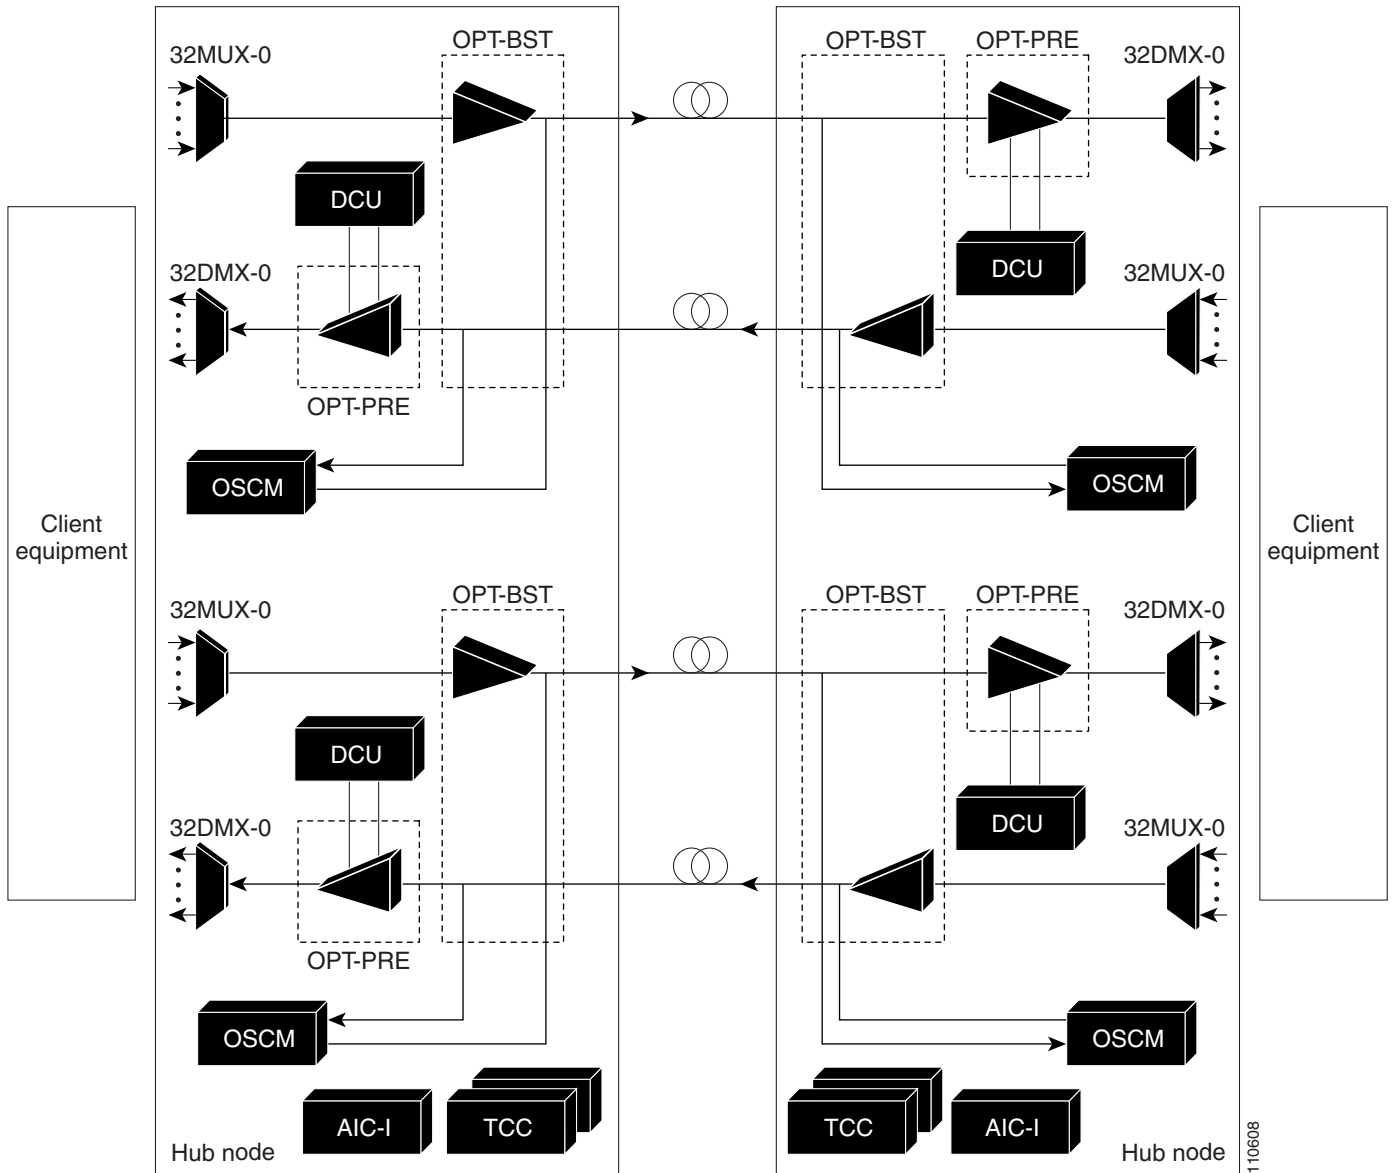 OPT-BST
OPT-BST
OPT-PRE
32MUX-0
32DMX-0
DCU
DCU
32DMX-0
32MUX-0
OPT-PRE
OSCM
OSCM
Client
equipment
Client
equipment
OPT-BST
OPT-BST
OPT-PRE
32MUX-0
32DMX-0
DCU
DCU
32DMX-0
32MUX-0
OPT-PRE
OSCM
OSCM
AIC-I
TCC
TCC
AIC-I
Hub node
Hub node
110608